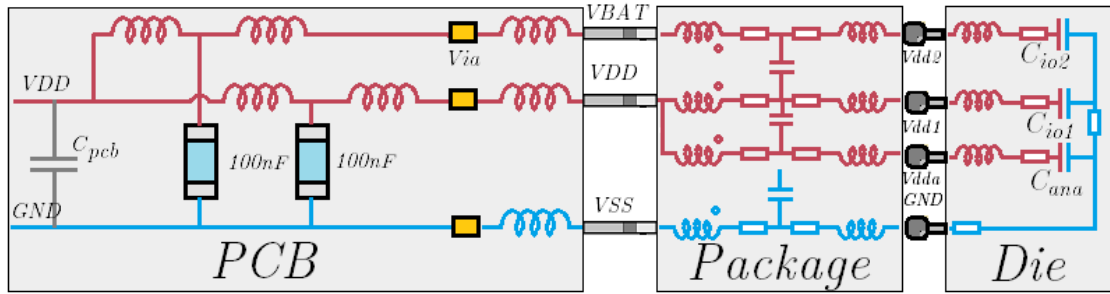 VBAT
Via
Vdd2
C_io2
VDD
VDD
C_pcb
100nF
100nF
Vdd1
C_io1
Vdda
C_ana
GND
VSS
GND
PCB
Package
Die